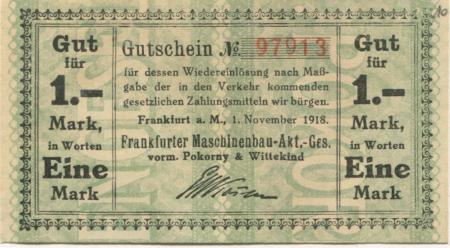 Gut
für
1.—
Mark,
in Worten
Eine
Mark
Gutschein № 97913
für dessen Wiedereinlösung nach Maß-
gabe der in den Verkehr kommenden
gesetzlichen Zahlungsmitteln wir bürgen.
Frankfurt a. M., 1. November 1918.
Frankfurter Maschinenbau-Akt.-Ges.
vorm. Pokorny & Wittekind
Gut
für
1.—
Mark,
in Worten
Eine
Mark
10